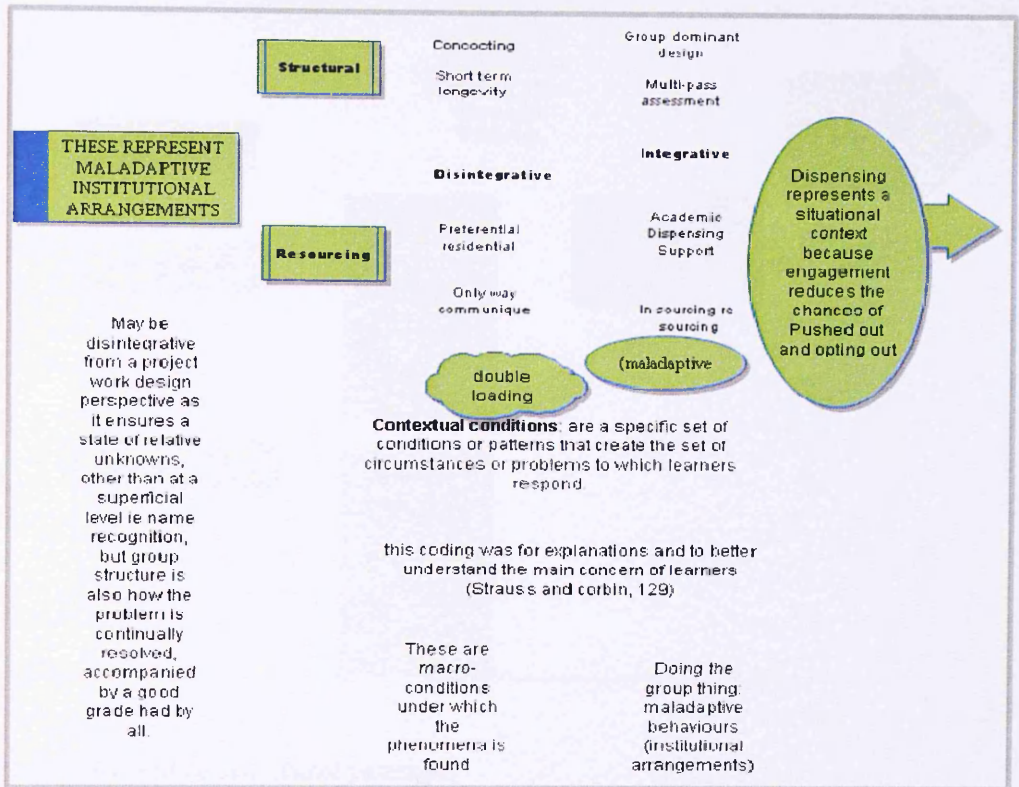 Structural
Concocting
Short term
longevity
Group dominant
design
Multi-pass
assessment
THESE REPRESENT
MALADAPTIVE
INSTITUTIONAL
ARRANGEMENTS
Disintegrative
Integrative
Resourcing
Preferential
residential
Only way
communique
Academic
Dispensing
Support
In sourcing re
sourcing
Dispensing
represents a
situational
context
because
engagement
reduces the
chances of
Pushed out
and opting out
double
loading
(maladaptive
May be
disintegrative
from a project
work design
perspective as
it ensures a
state of relative
unknowns,
other than at a
superficial
level ie name
recognition,
but group
structure is
also how the
problem is
continually
resolved,
accompanied
by a good
grade had by
all.
Contextual conditions: are a specific set of
conditions or patterns that create the set of
circumstances or problems to which learners
respond.
this coding was for explanations and to better
understand the main concern of learners
(Strauss and corbin, 129)
These are
macro-
conditions
under which
the
phenomena is
found
Doing the
group thing:
maladaptive
behaviours
(institutional
arrangements)